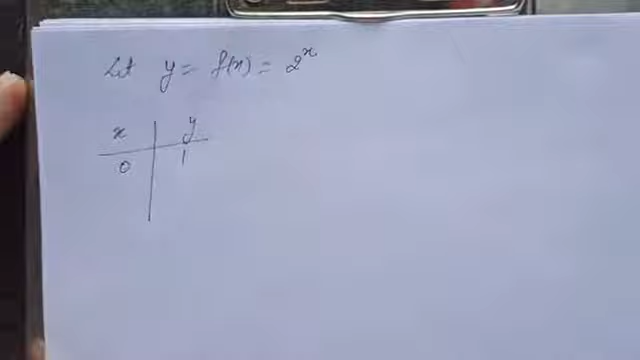 Let y = f(x) = 2^x
x y
0 1